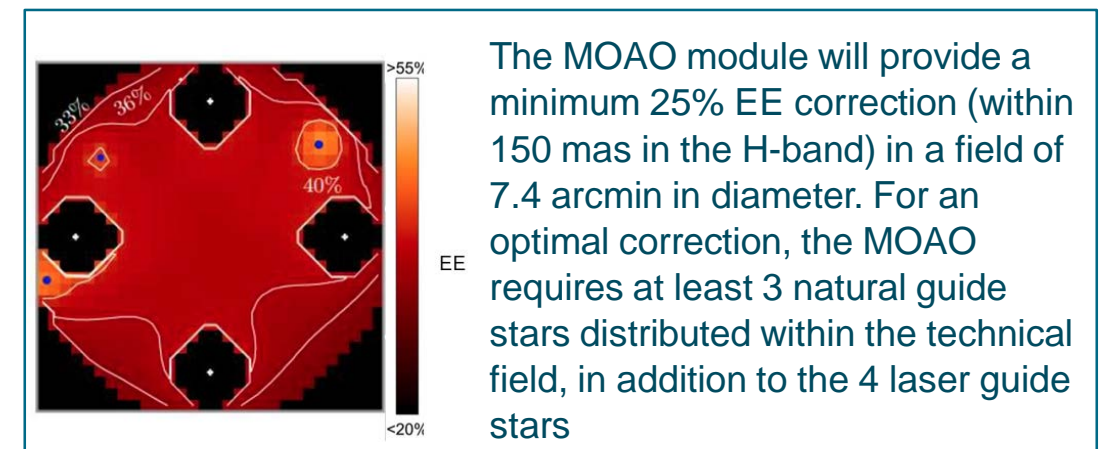 >55%
33%
36%
40%
EE
<20%
The MOAO module will provide a
minimum 25% EE correction (within
150 mas in the H-band) in a field of
7.4 arcmin in diameter. For an
optimal correction, the MOAO
requires at least 3 natural guide
stars distributed within the technical
field, in addition to the 4 laser guide
stars